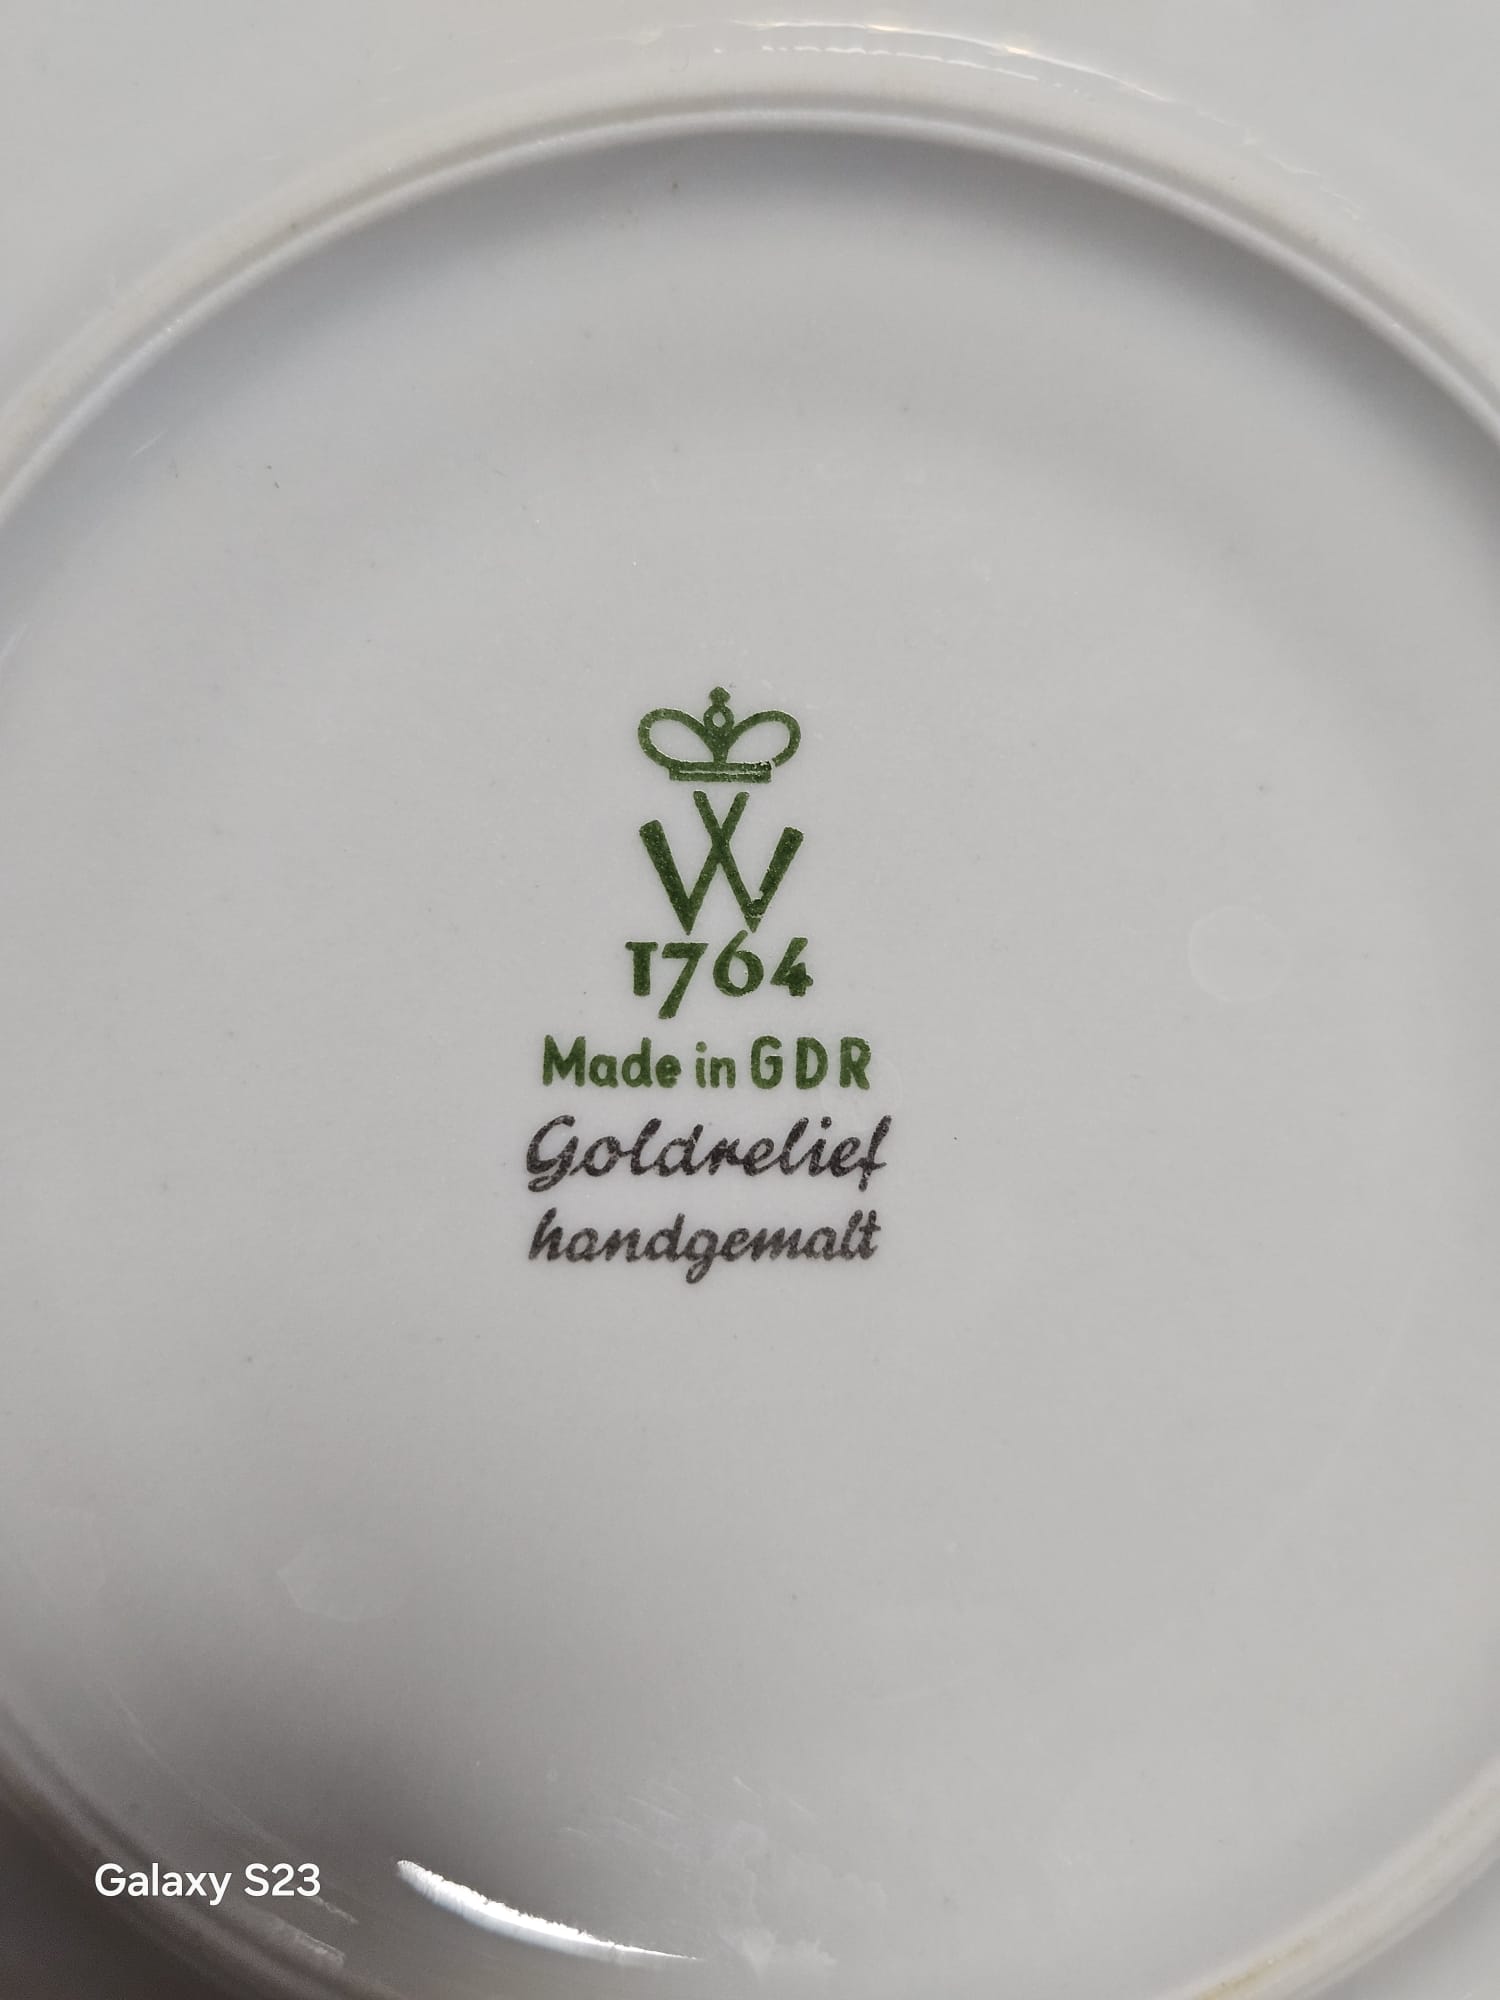 W
1764
Made in GDR
Goldrelief
handgemalt
Galaxy S23